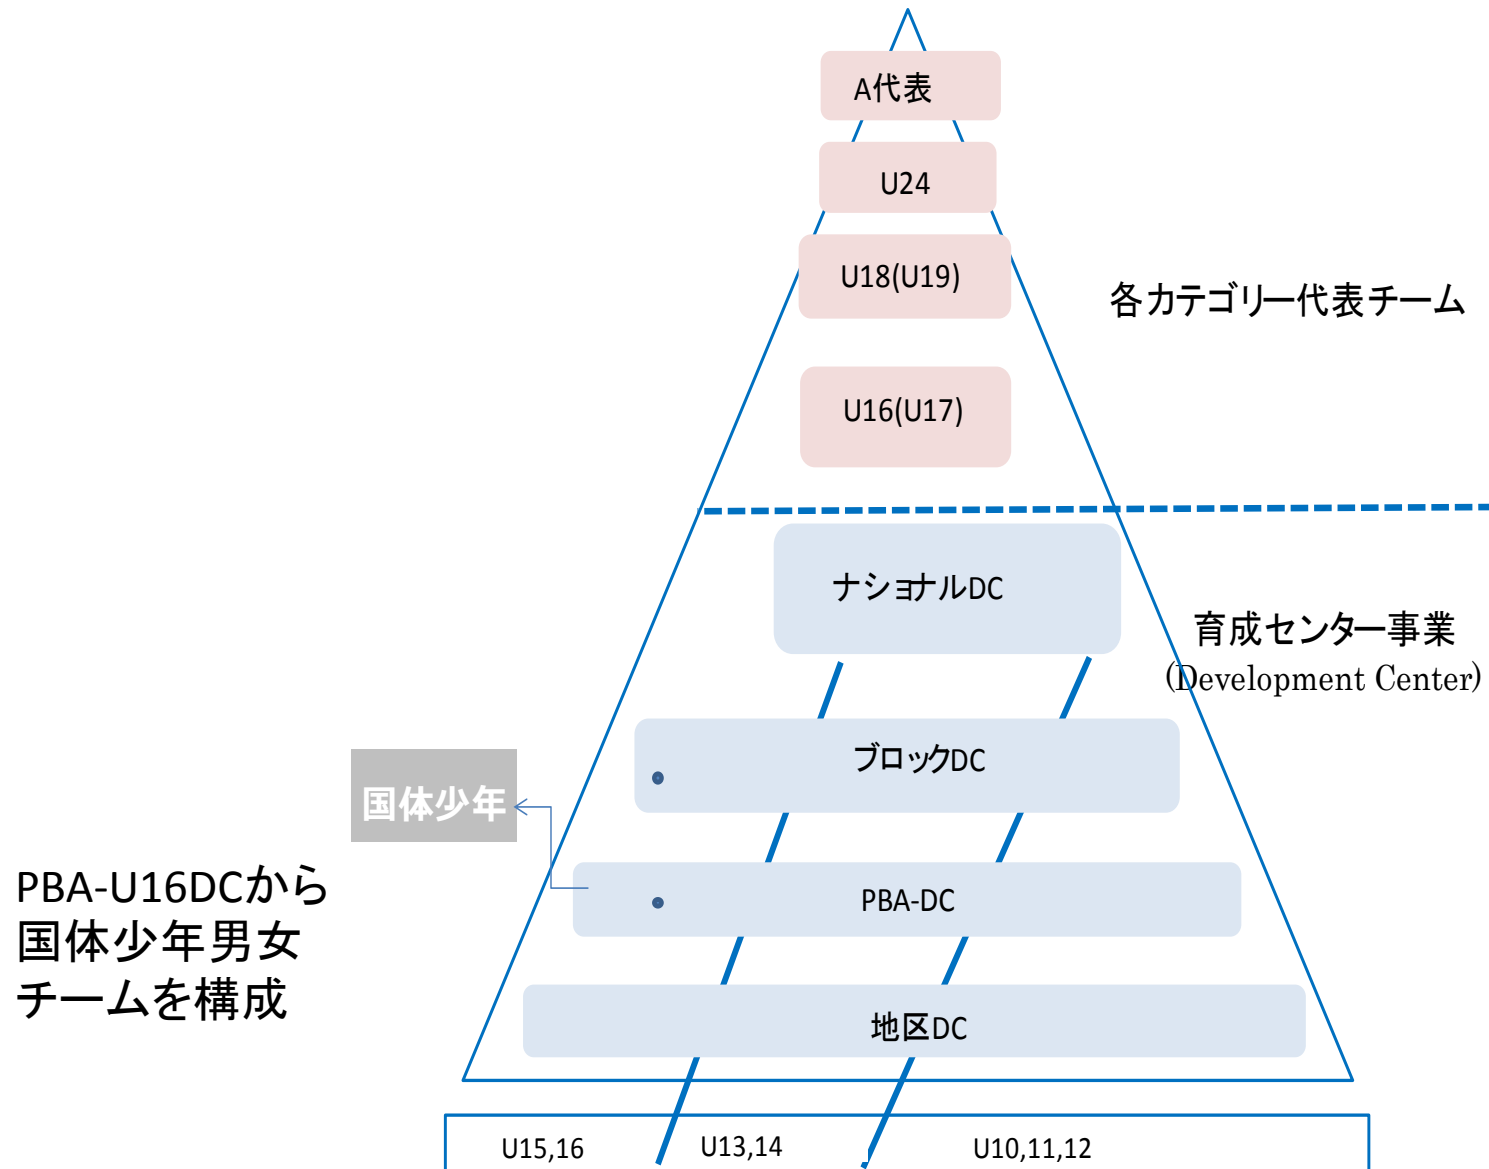 A代表
U24
U18(U19)
各カテゴリー代表チーム
U16(U17)
ナショナルDC
育成センター事業
(Development Center)
ブロックDC
国体少年
PBA-U16DCから
国体少年男女
チームを構成
PBA-DC
地区DC
U15,16
U13,14
U10,11,12